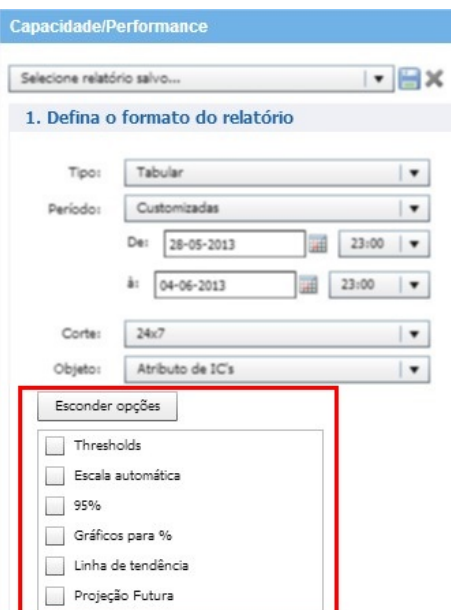 Capacidade/Performance
Selecione relatório salvo...
1. Defina o formato do relatório
Tipo: Tabular
Período: Customizadas
De: 28-05-2013 23:00
à: 04-06-2013 23:00
Corte: 24x7
Objeto: Atributo de IC's
Esconder opções
Thresholds
Escala automática
95%
Gráficos para %
Linha de tendência
Projeção Futura